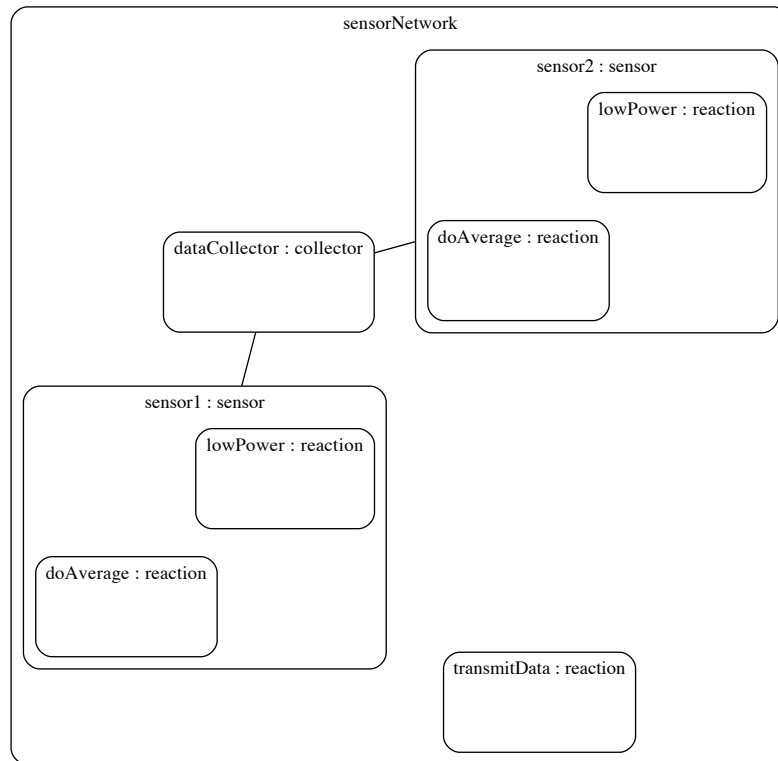 sensorNetwork
sensor2 : sensor
lowPower : reaction
doAverage : reaction
dataCollector : collector
sensor1 : sensor
lowPower : reaction
doAverage : reaction
transmitData : reaction